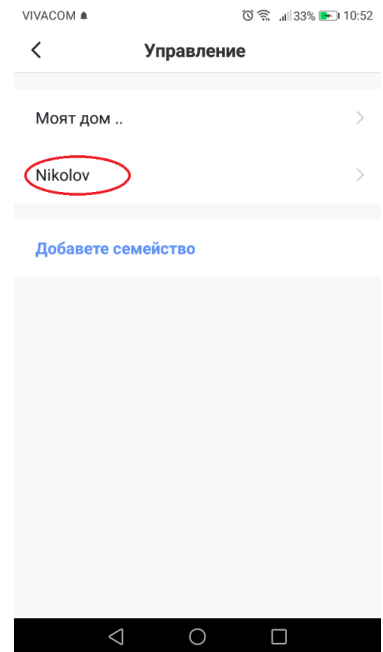 VIVACOM 33% 10:52
Управление
Моят дом ..
Nikolov
Добавете семейство